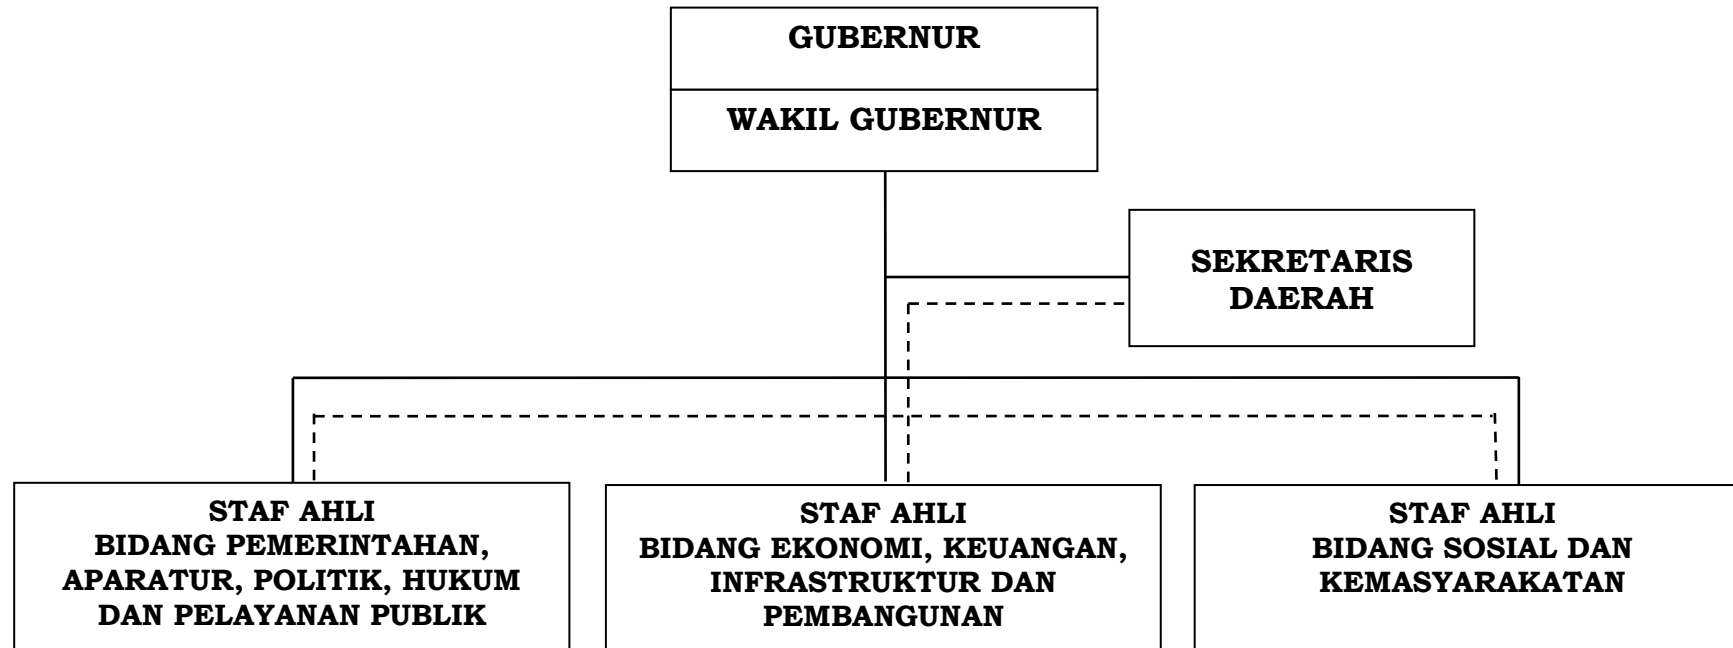 GUBERNUR
WAKIL GUBERNUR
SEKRETARIS
DAERAH
STAF AHLI
BIDANG PEMERINTAHAN,
APARATUR, POLITIK, HUKUM
DAN PELAYANAN PUBLIK
STAF AHLI
BIDANG EKONOMI, KEUANGAN,
INFRASTRUKTUR DAN
PEMBANGUNAN
STAF AHLI
BIDANG SOSIAL DAN
KEMASYARAKATAN